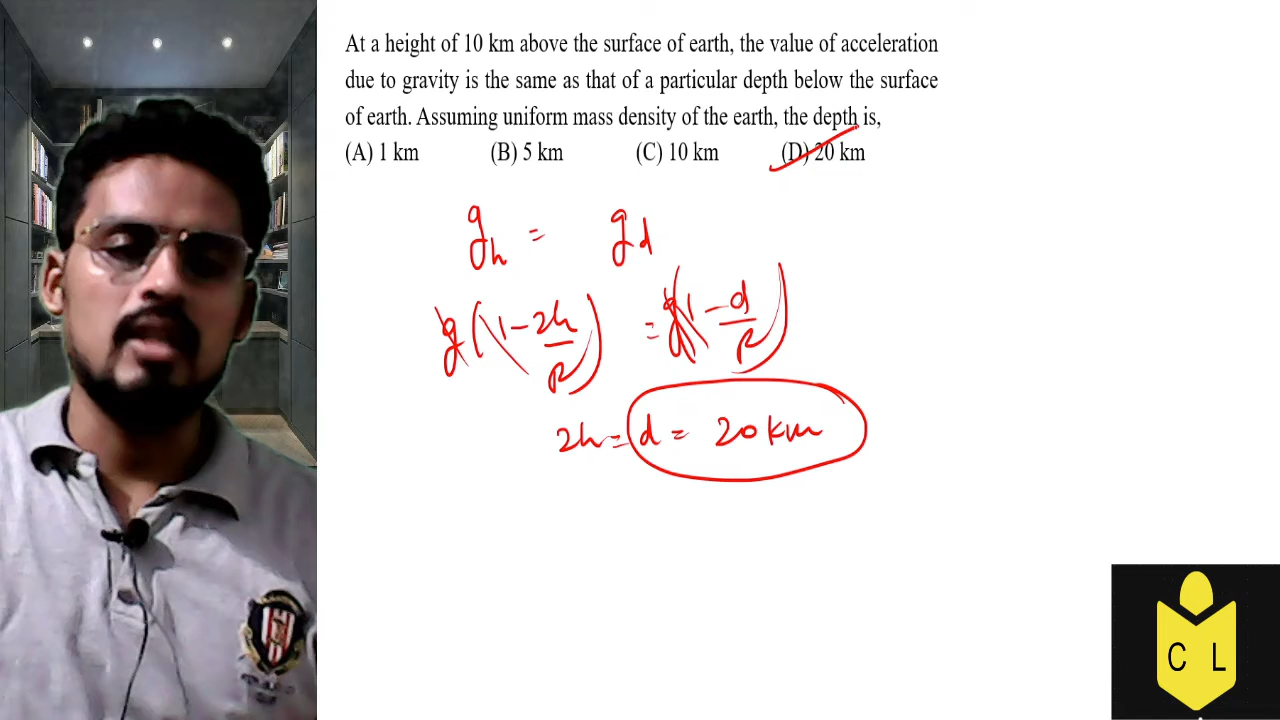 At a height of 10 km above the surface of earth, the value of acceleration
due to gravity is the same as that of a particular depth below the surface
of earth. Assuming uniform mass density of the earth, the depth is,
(A) 1 km (B) 5 km (C) 10 km (D) 20 km
g_h = g_d
g(1 - 2h/R) = g(1 - d/R)
2h = d = 20 km
C L